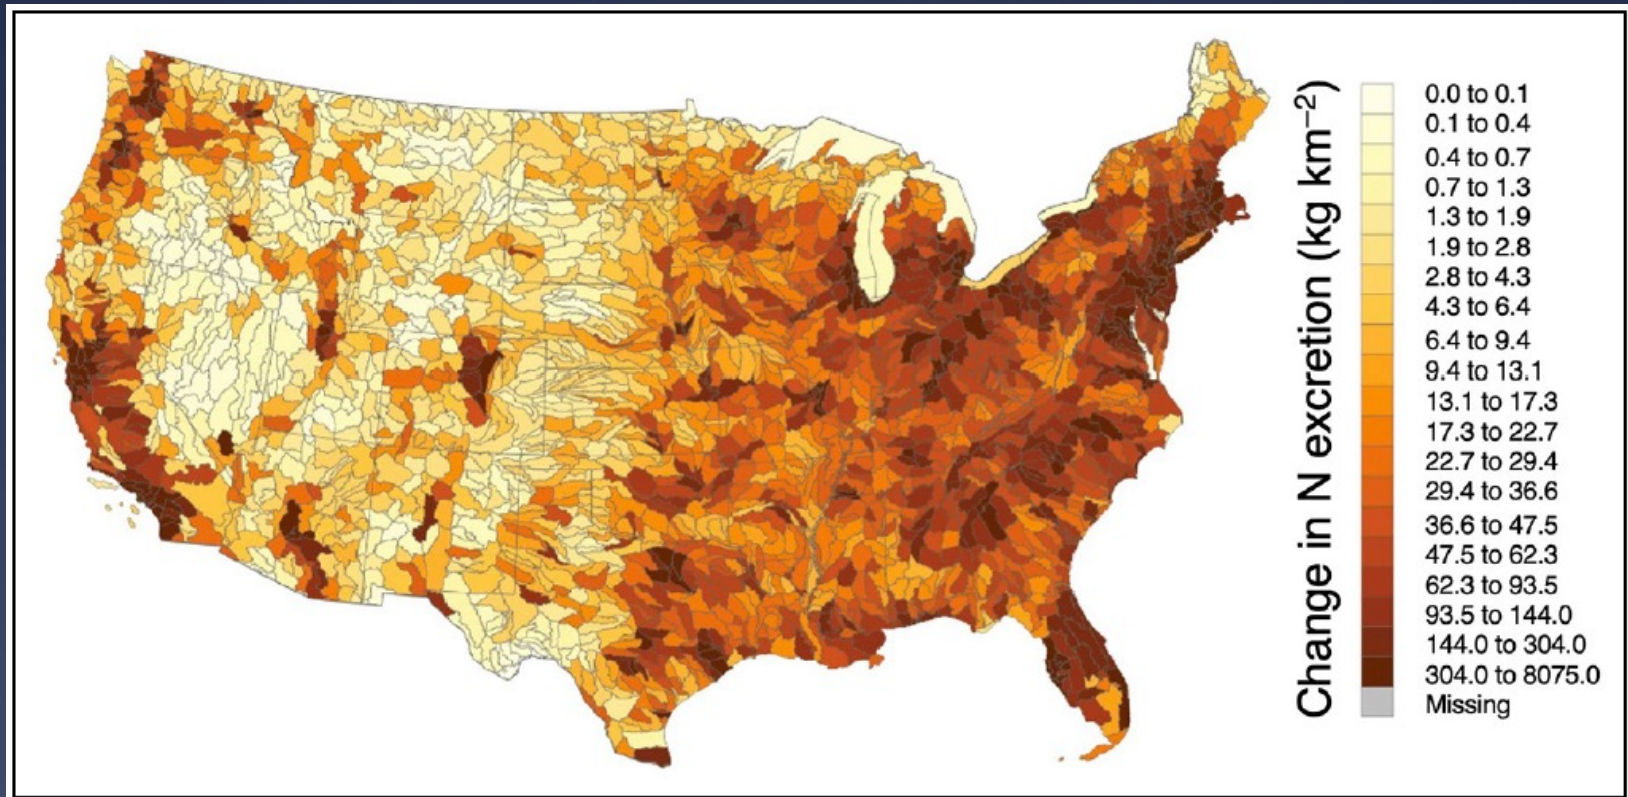 Change in N excretion (kg km⁻²)
0.0 to 0.1
0.1 to 0.4
0.4 to 0.7
0.7 to 1.3
1.3 to 1.9
1.9 to 2.8
2.8 to 4.3
4.3 to 6.4
6.4 to 9.4
9.4 to 13.1
13.1 to 17.3
17.3 to 22.7
22.7 to 29.4
29.4 to 36.6
36.6 to 47.5
47.5 to 62.3
62.3 to 93.5
93.5 to 144.0
144.0 to 304.0
304.0 to 8075.0
Missing